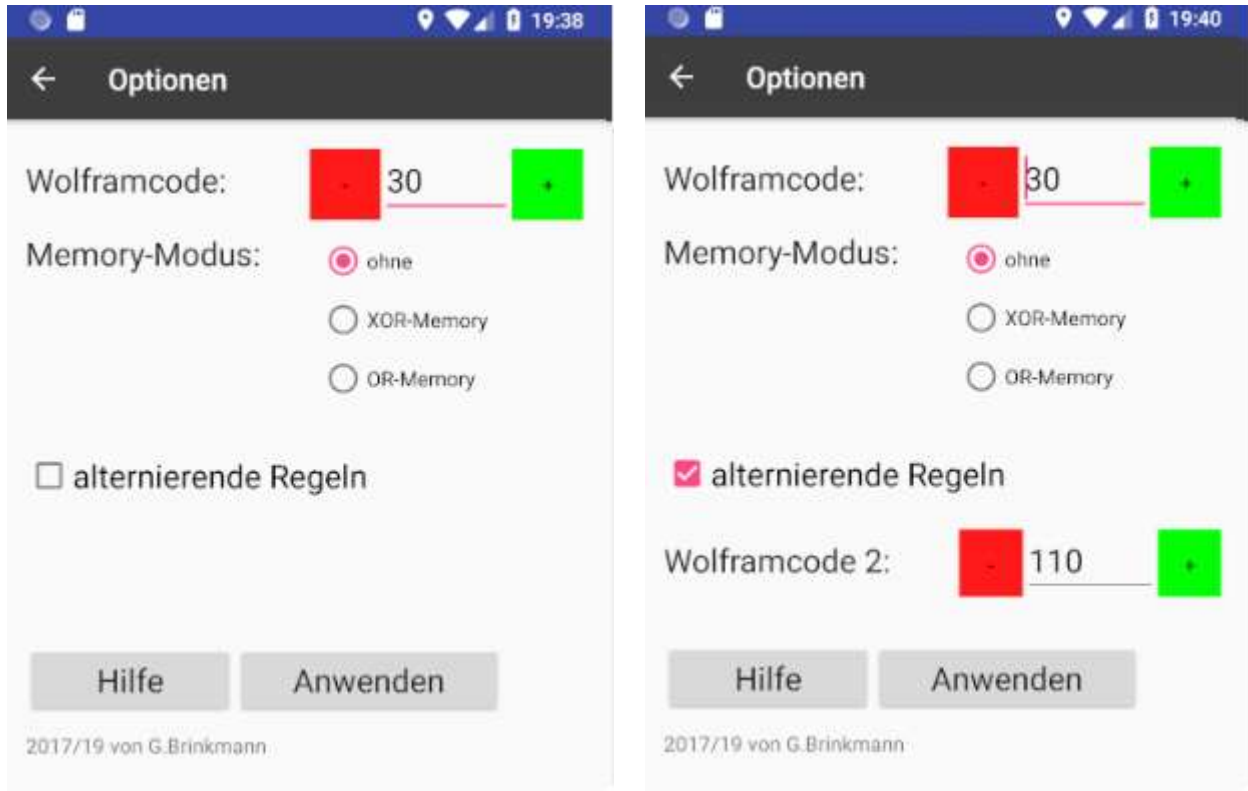 19:38
Optionen
Wolframcode: - 30 +
Memory-Modus: ohne
XOR-Memory
OR-Memory
alternierende Regeln
Hilfe Anwenden
2017/19 von G.Brinkmann
19:40
Optionen
Wolframcode: - 30 +
Memory-Modus: ohne
XOR-Memory
OR-Memory
alternierende Regeln
Wolframcode 2: - 110 +
Hilfe Anwenden
2017/19 von G.Brinkmann